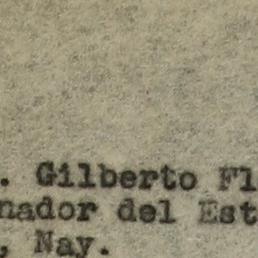 . Gilberto Fl
nador del Est
, Nay.